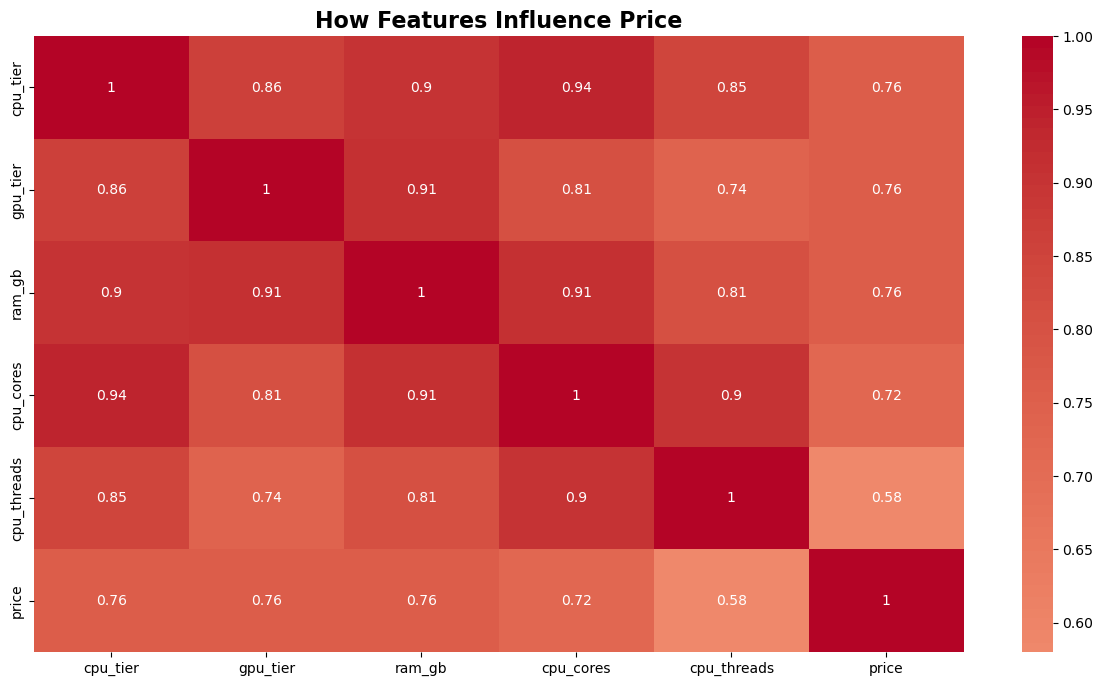 How Features Influence Price
cpu_tier 1 0.86 0.9 0.94 0.85 0.76
gpu_tier 0.86 1 0.91 0.81 0.74 0.76
ram_gb 0.9 0.91 1 0.91 0.81 0.76
cpu_cores 0.94 0.81 0.91 1 0.9 0.72
cpu_threads 0.85 0.74 0.81 0.9 1 0.58
price 0.76 0.76 0.76 0.72 0.58 1
cpu_tier gpu_tier ram_gb cpu_cores cpu_threads price
1.00
0.95
0.90
0.85
0.80
0.75
0.70
0.65
0.60